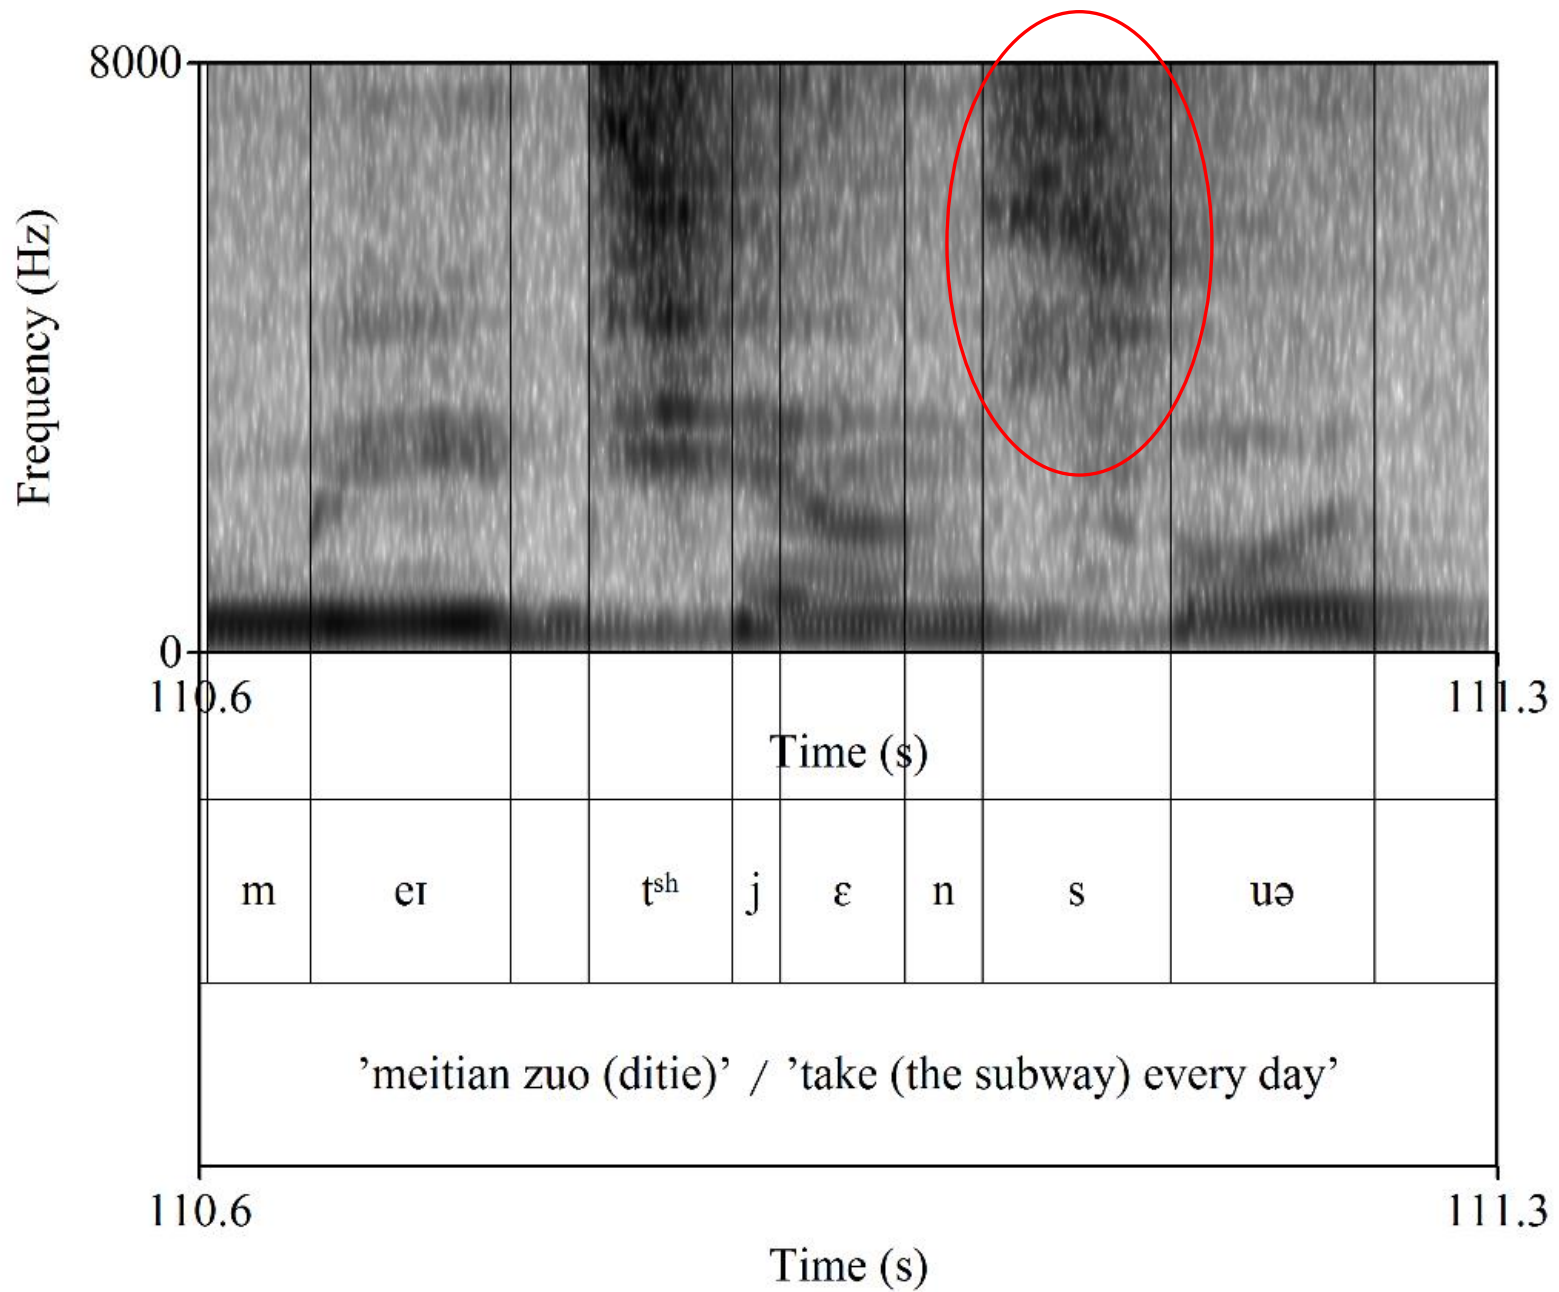 8000
Frequency (Hz)
0
110.6 111.3
Time (s)
m eɪ tˢʰ j ɛ n s uə
’meitian zuo (ditie)’ / ’take (the subway) every day’
110.6 111.3
Time (s)